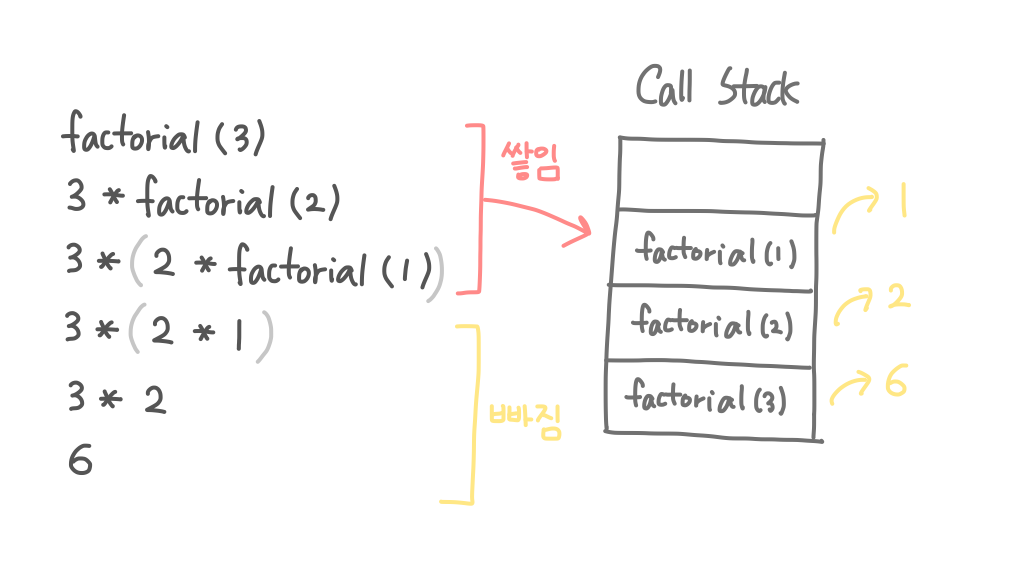 factorial (3)
3 * factorial (2)
3 * (2 * factorial (1))
3 * (2 * 1)
3 * 2
6
쌓임
빠짐
Call Stack
factorial (1)
1
factorial (2)
2
factorial (3)
6